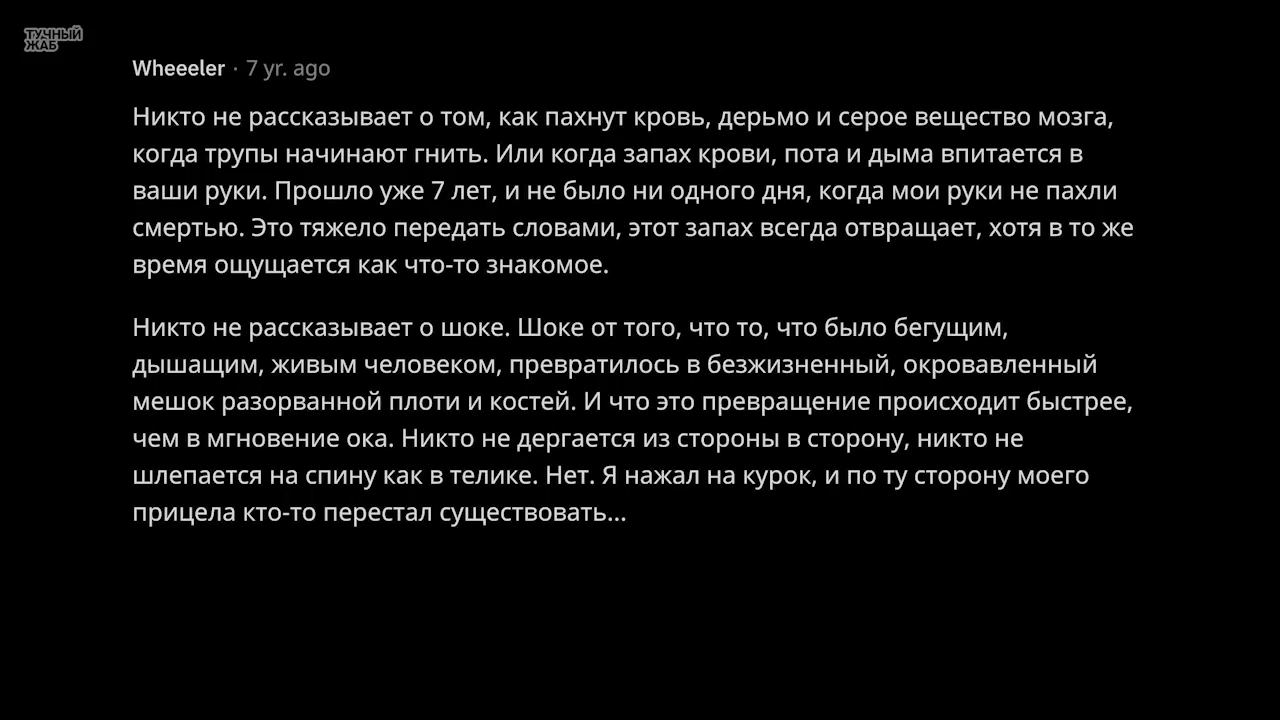 ТУЧНЫЙ
ЖАБ
Wheeeler · 7 yr. ago
Никто не рассказывает о том, как пахнут кровь, дерьмо и серое вещество мозга,
когда трупы начинают гнить. Или когда запах крови, пота и дыма впитается в
ваши руки. Прошло уже 7 лет, и не было ни одного дня, когда мои руки не пахли
смертью. Это тяжело передать словами, этот запах всегда отвращает, хотя в то же
время ощущается как что-то знакомое.
Никто не рассказывает о шоке. Шоке от того, что то, что было бегущим,
дышащим, живым человеком, превратилось в безжизненный, окровавленный
мешок разорванной плоти и костей. И что это превращение происходит быстрее,
чем в мгновение ока. Никто не дергается из стороны в сторону, никто не
шлепается на спину как в телике. Нет. Я нажал на курок, и по ту сторону моего
прицела кто-то перестал существовать...